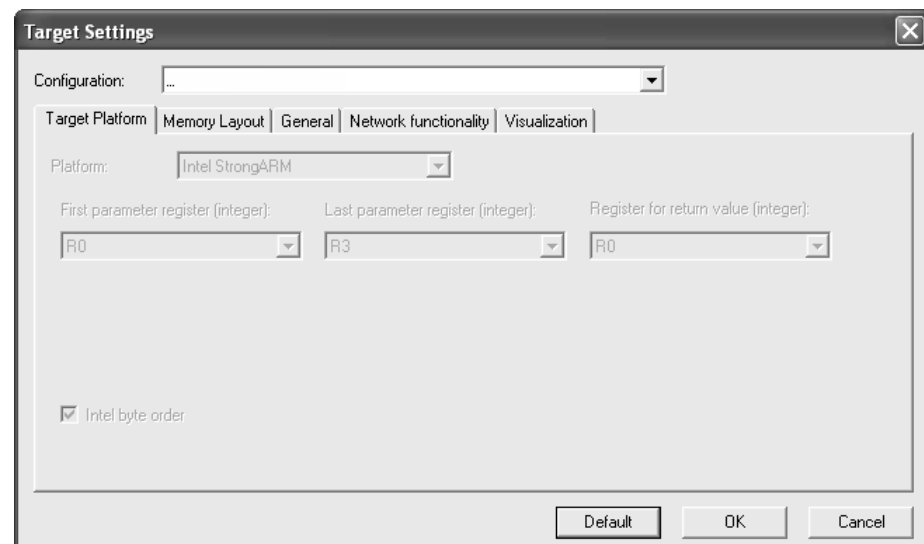 Target Settings
Configuration: ...
Target Platform Memory Layout General Network functionality Visualization
Platform: Intel StrongARM
First parameter register (integer): Last parameter register (integer): Register for return value (integer):
R0 R3 R0
Intel byte order
Default OK Cancel